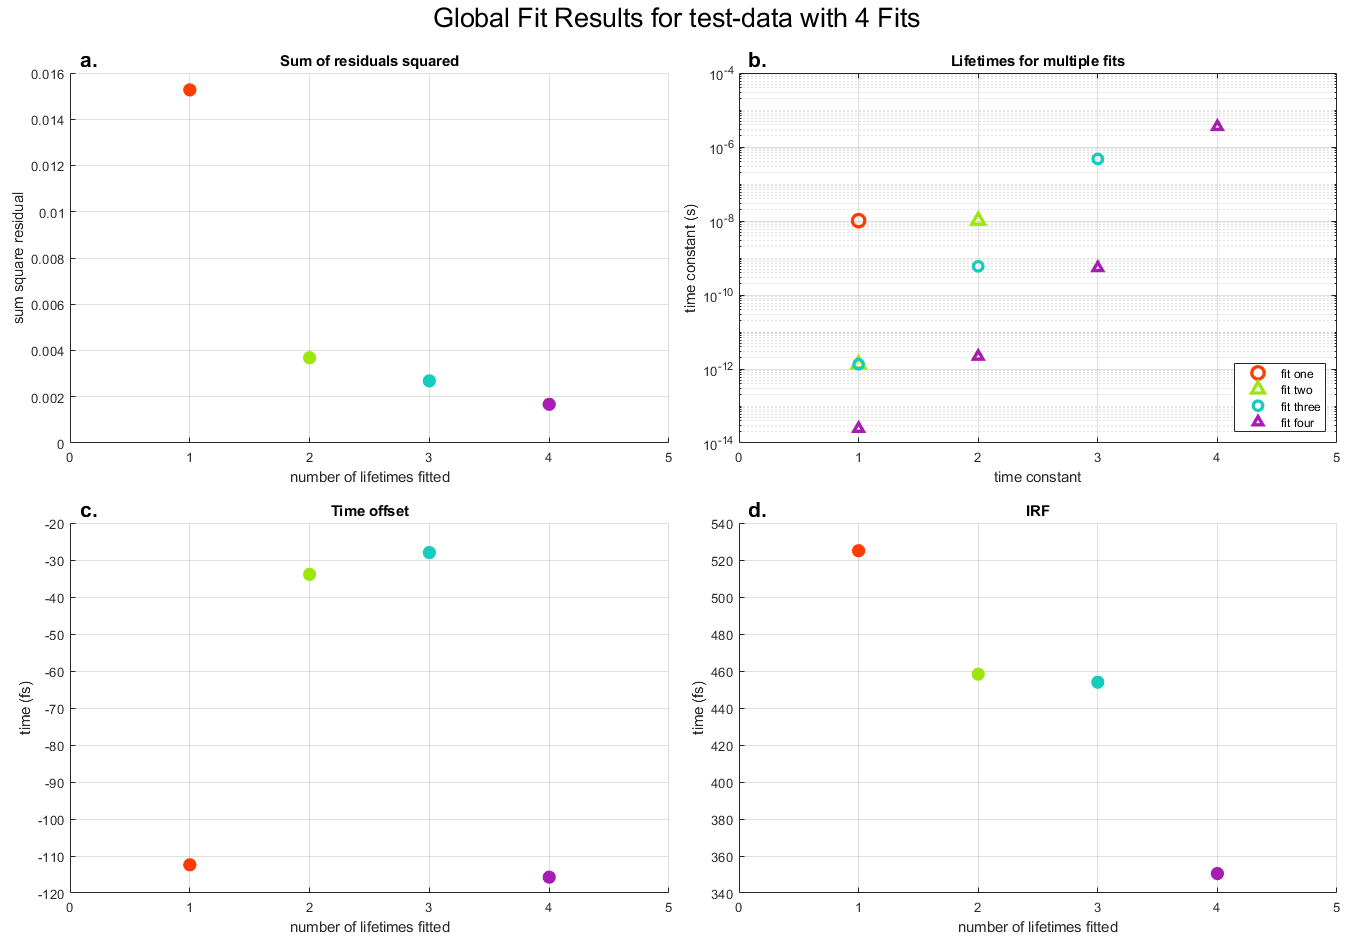 Global Fit Results for test-data with 4 Fits
a.
Sum of residuals squared
0.016
0.014
0.012
0.01
0.008
0.006
0.004
0.002
0
0 1 2 3 4 5
sum square residual
number of lifetimes fitted
b.
Lifetimes for multiple fits
10^-4
10^-6
10^-8
10^-10
10^-12
10^-14
0 1 2 3 4 5
time constant (s)
time constant
fit one
fit two
fit three
fit four
c.
Time offset
-20
-30
-40
-50
-60
-70
-80
-90
-100
-110
-120
0 1 2 3 4 5
time (fs)
number of lifetimes fitted
d.
IRF
540
520
500
480
460
440
420
400
380
360
340
0 1 2 3 4 5
time (fs)
number of lifetimes fitted